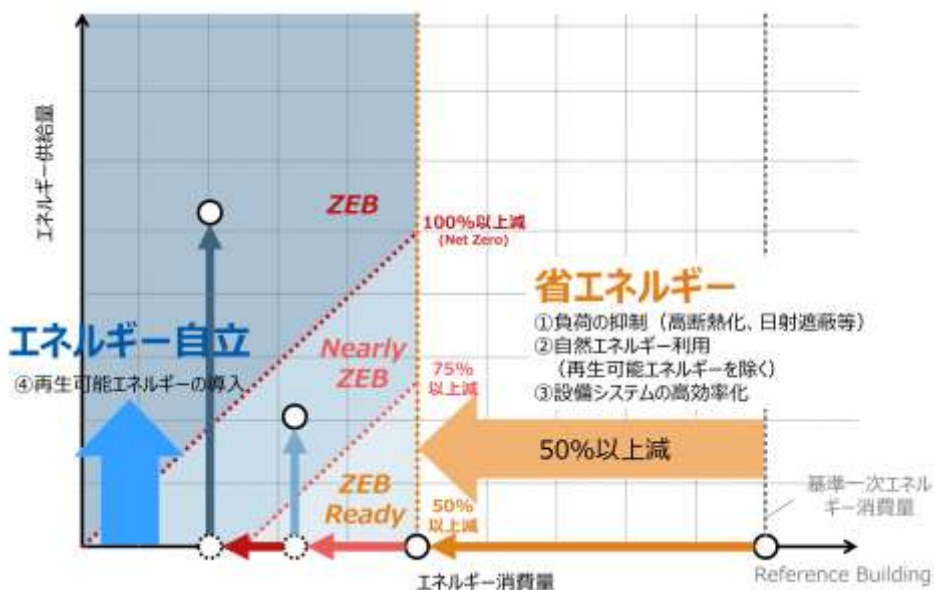 エネルギー供給量
ZEB
100%以上減
(Net Zero)
省エネルギー
①負荷の抑制（高断熱化、日射遮蔽等）
②自然エネルギー利用
（再生可能エネルギーを除く）
③設備システムの高効率化
エネルギー自立
④再生可能エネルギーの導入
Nearly
ZEB
75%
以上減
50%以上減
ZEB
Ready
50%
以上減
基準一次エネル
ギー消費量
エネルギー消費量
Reference Building